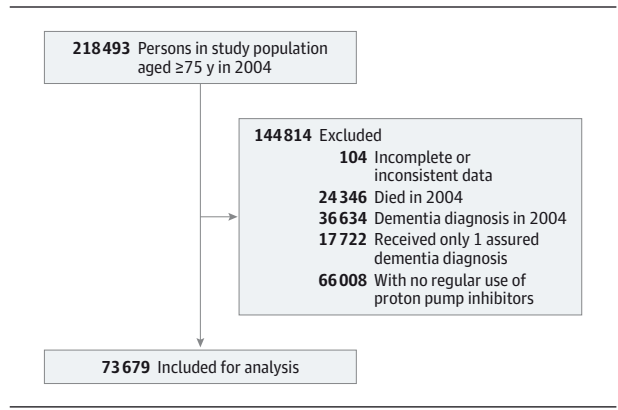 218493 Persons in study population
aged ≥75 y in 2004
144814 Excluded
104 Incomplete or
inconsistent data
24346 Died in 2004
36634 Dementia diagnosis in 2004
17722 Received only 1 assured
dementia diagnosis
66008 With no regular use of
proton pump inhibitors
73679 Included for analysis